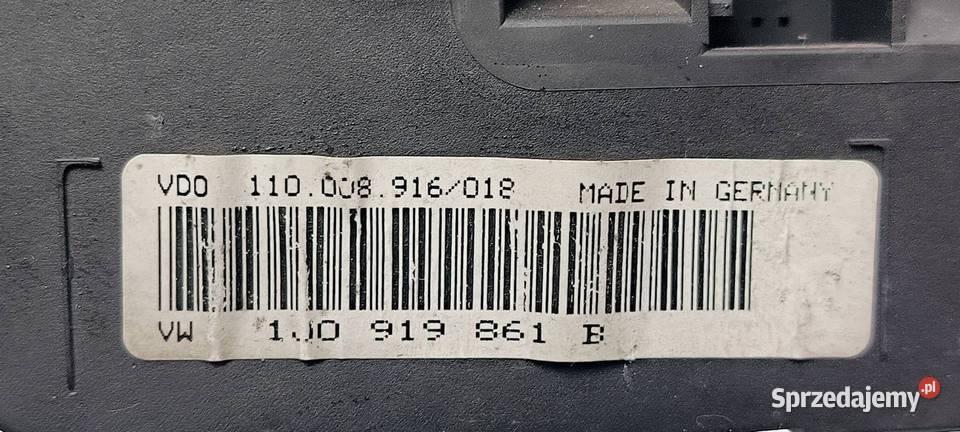 VDO 110.008.916/018 MADE IN GERMANY
VW 1J0 919 861 B
Sprzedajemy.pl